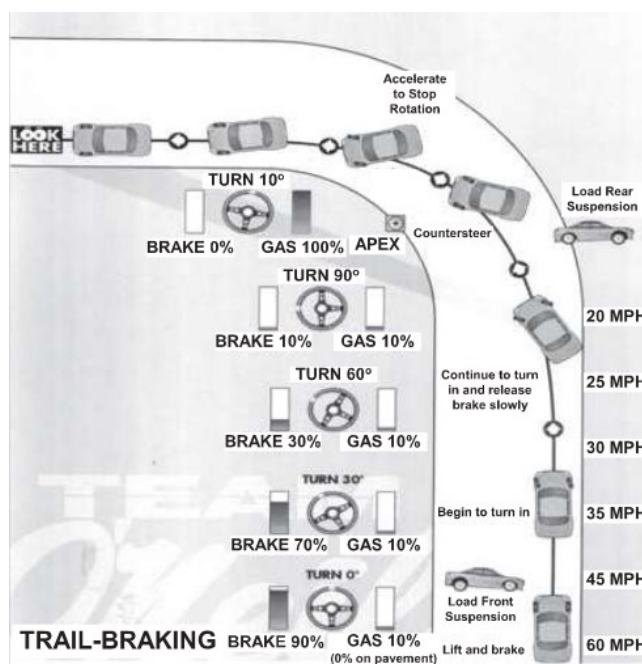 Accelerate
to Stop
Rotation
LOOK
HERE
TURN 10°
BRAKE 0% GAS 100%
APEX
Countersteer
Load Rear
Suspension
TURN 90°
BRAKE 10% GAS 10%
20 MPH
Continue to turn
in and release
brake slowly
25 MPH
TURN 60°
BRAKE 30% GAS 10%
30 MPH
TURN 30°
BRAKE 70% GAS 10%
Begin to turn in
35 MPH
TEAM
O'Neil
TURN 0°
BRAKE 90% GAS 10%
(0% on pavement)
45 MPH
Load Front
Suspension
Lift and brake
60 MPH
TRAIL-BRAKING